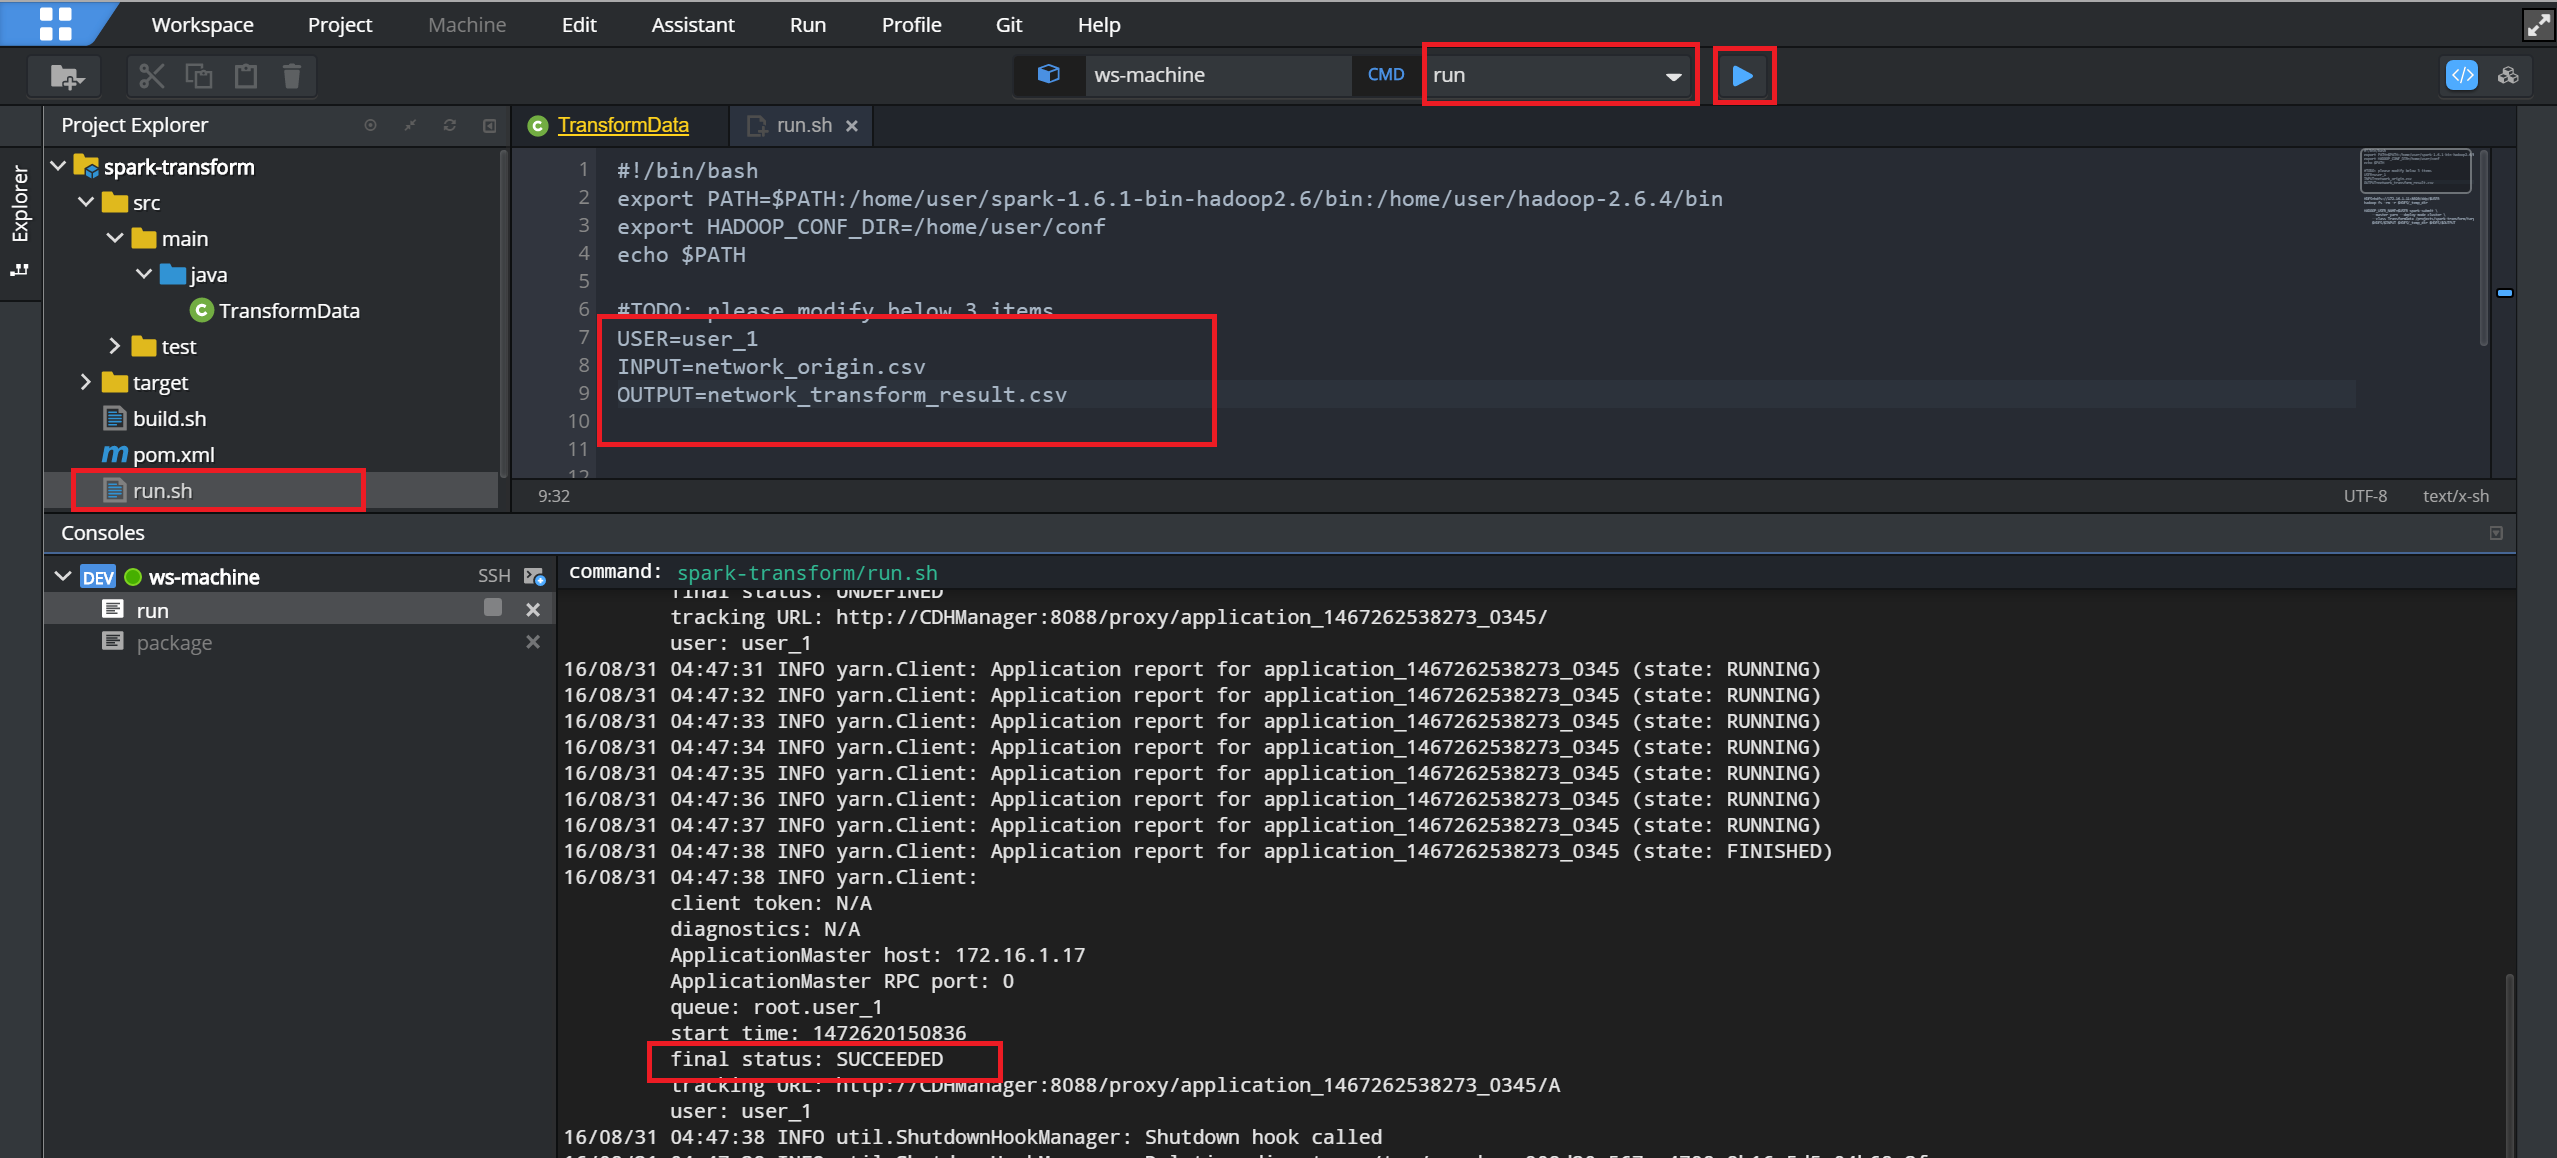 Workspace Project Machine Edit Assistant Run Profile Git Help
ws-machine CMD run
Explorer
Project Explorer
spark-transform
src
main
java
TransformData
test
target
build.sh
pom.xml
run.sh
TransformData run.sh
1 #!/bin/bash
2 export PATH=$PATH:/home/user/spark-1.6.1-bin-hadoop2.6/bin:/home/user/hadoop-2.6.4/bin
3 export HADOOP_CONF_DIR=/home/user/conf
4 echo $PATH
5
6 #TODO: please modify below 3 items
7 USER=user_1
8 INPUT=network_origin.csv
9 OUTPUT=network_transform_result.csv
10
11
12
9:32 UTF-8 text/x-sh
Consoles
DEV ws-machine SSH
run
package
command: spark-transform/run.sh
final status: UNDEFINED
tracking URL: http://CDHManager:8088/proxy/application_1467262538273_0345/
user: user_1
16/08/31 04:47:31 INFO yarn.Client: Application report for application_1467262538273_0345 (state: RUNNING)
16/08/31 04:47:32 INFO yarn.Client: Application report for application_1467262538273_0345 (state: RUNNING)
16/08/31 04:47:33 INFO yarn.Client: Application report for application_1467262538273_0345 (state: RUNNING)
16/08/31 04:47:34 INFO yarn.Client: Application report for application_1467262538273_0345 (state: RUNNING)
16/08/31 04:47:35 INFO yarn.Client: Application report for application_1467262538273_0345 (state: RUNNING)
16/08/31 04:47:36 INFO yarn.Client: Application report for application_1467262538273_0345 (state: RUNNING)
16/08/31 04:47:37 INFO yarn.Client: Application report for application_1467262538273_0345 (state: RUNNING)
16/08/31 04:47:38 INFO yarn.Client: Application report for application_1467262538273_0345 (state: FINISHED)
16/08/31 04:47:38 INFO yarn.Client:
client token: N/A
diagnostics: N/A
ApplicationMaster host: 172.16.1.17
ApplicationMaster RPC port: 0
queue: root.user_1
start time: 1472620150836
final status: SUCCEEDED
tracking URL: http://CDHManager:8088/proxy/application_1467262538273_0345/A
user: user_1
16/08/31 04:47:38 INFO util.ShutdownHookManager: Shutdown hook called